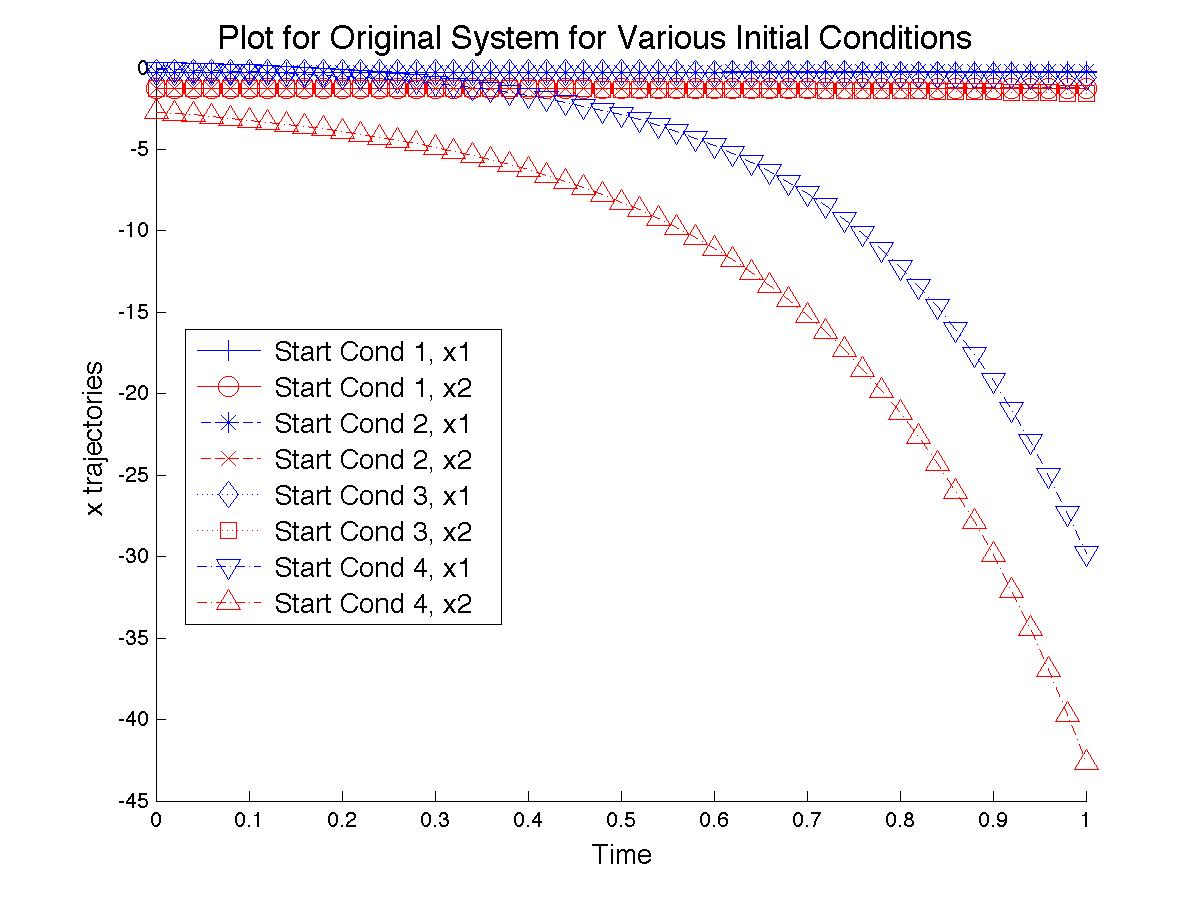 Plot for Original System for Various Initial Conditions
0
-5
-10
-15
-20
-25
-30
-35
-40
-45
x trajectories
Start Cond 1, x1
Start Cond 1, x2
Start Cond 2, x1
Start Cond 2, x2
Start Cond 3, x1
Start Cond 3, x2
Start Cond 4, x1
Start Cond 4, x2
0 0.1 0.2 0.3 0.4 0.5 0.6 0.7 0.8 0.9 1
Time